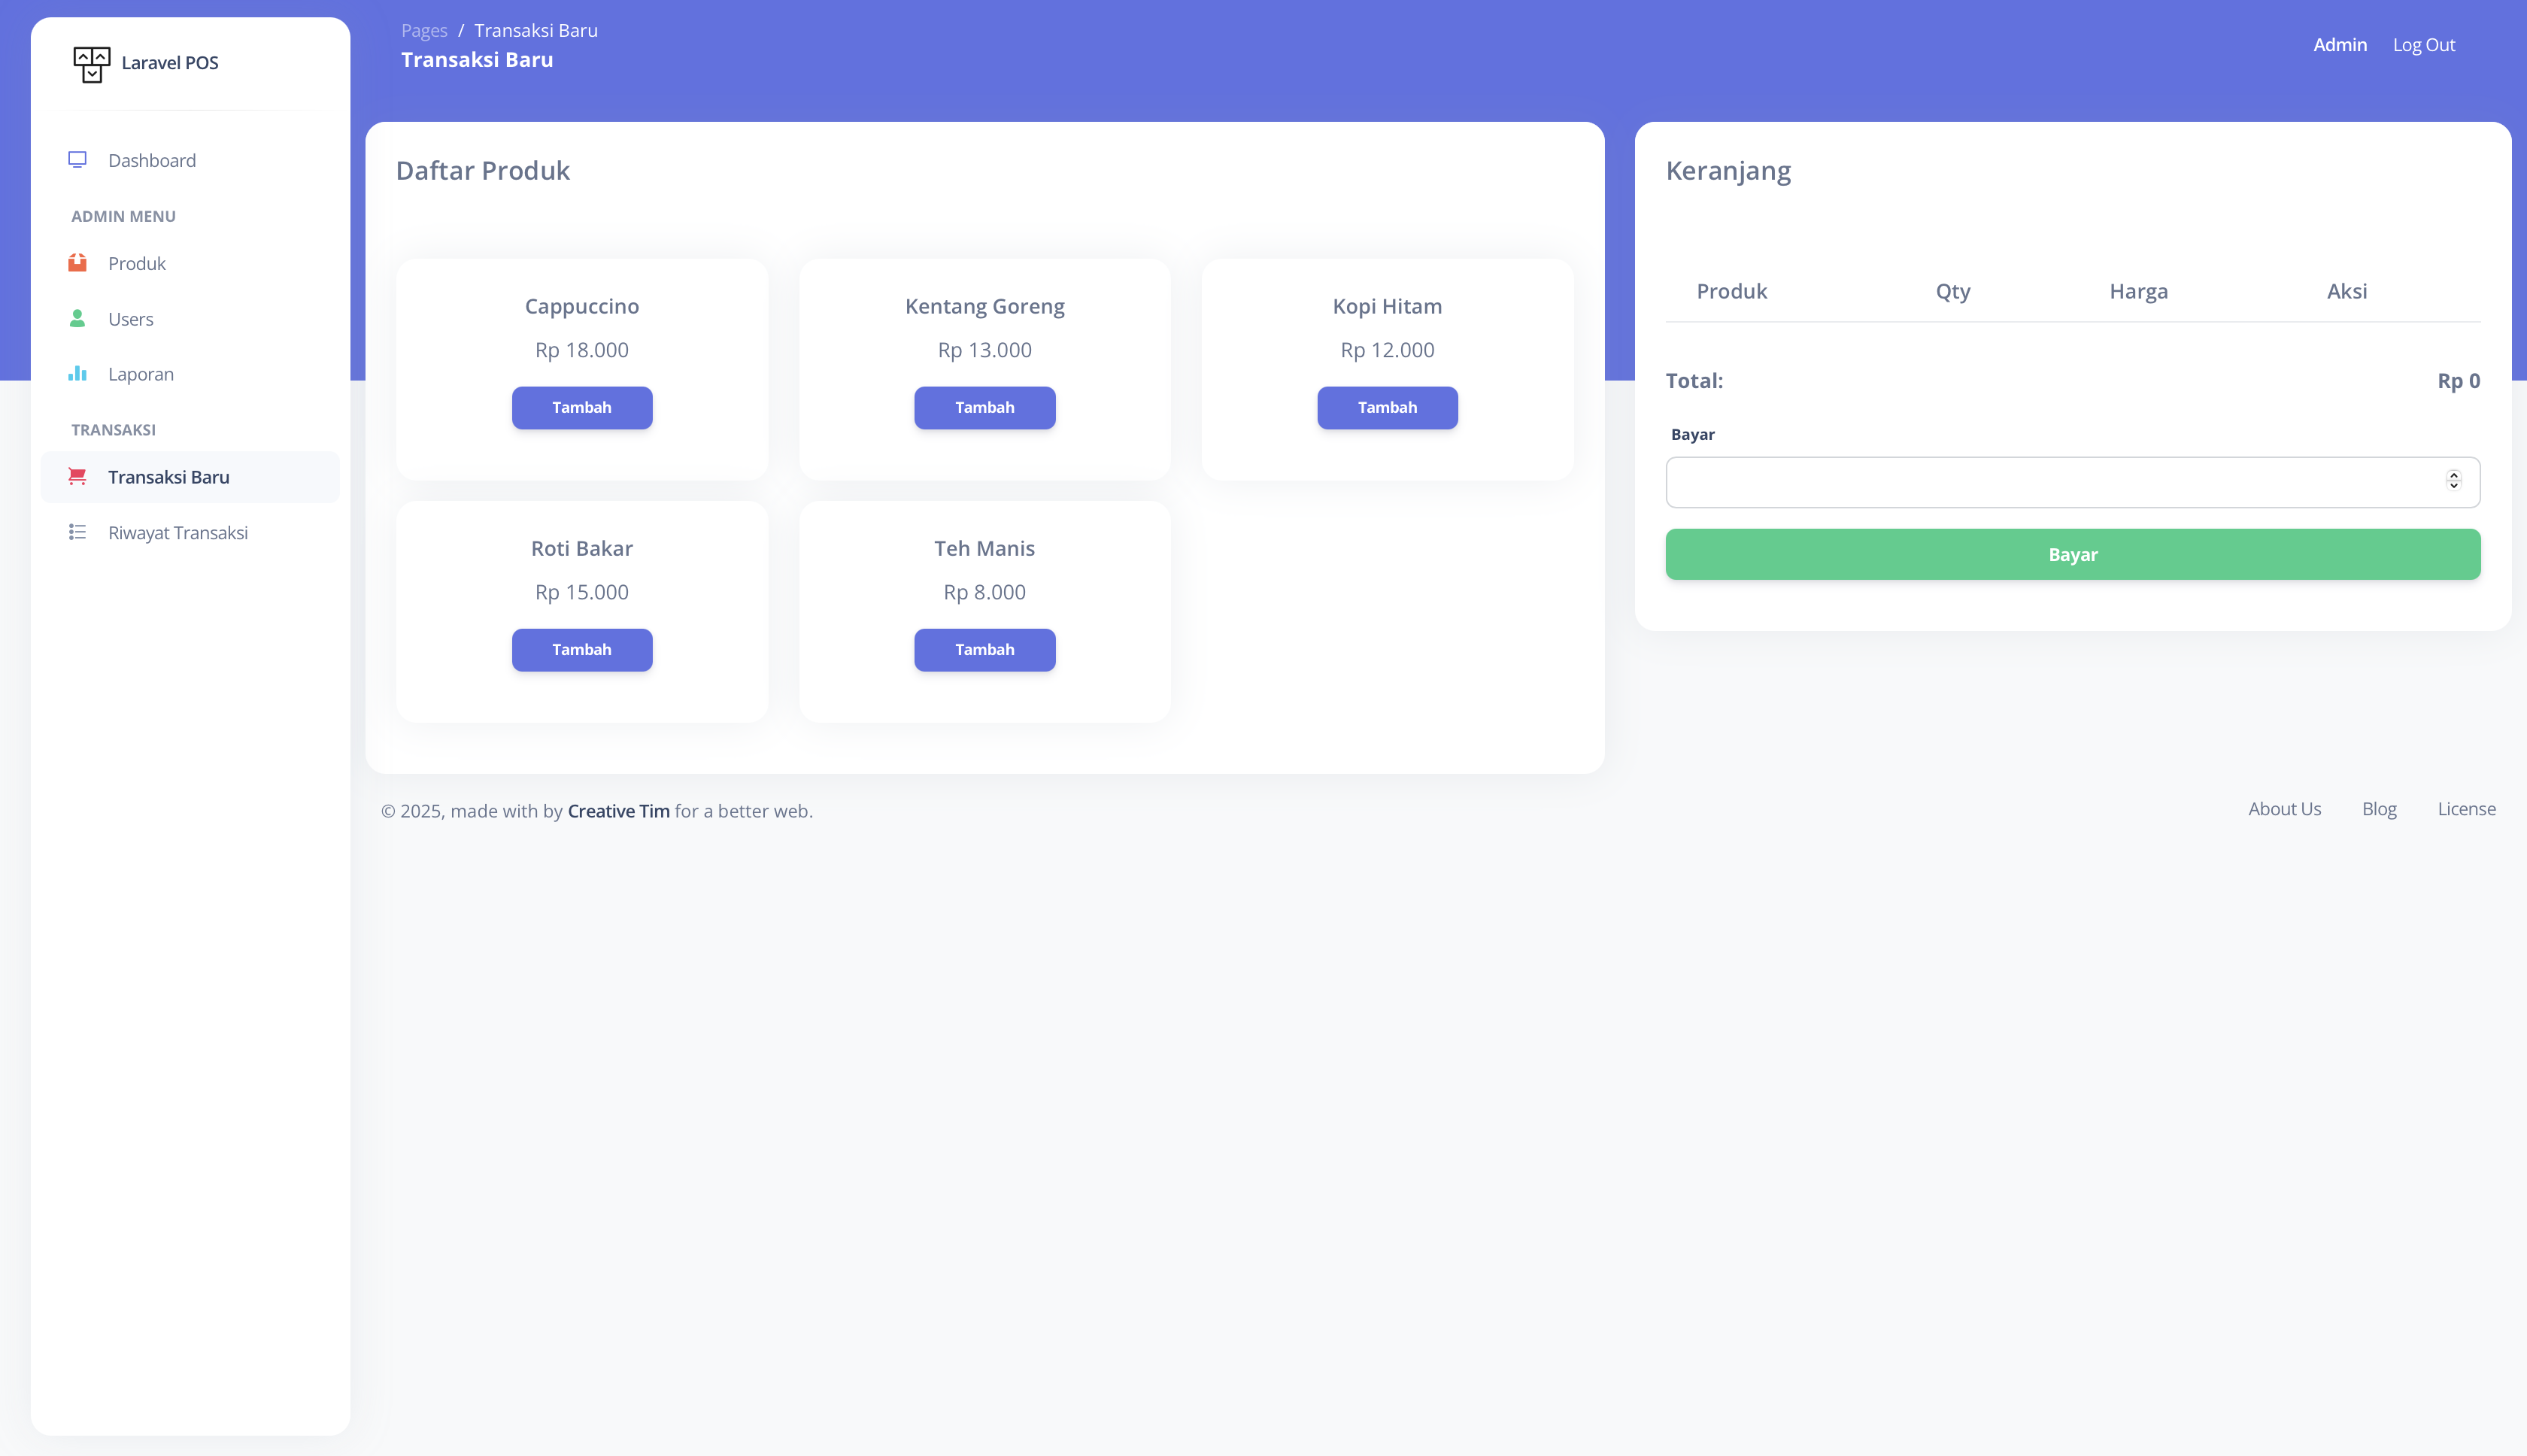 Laravel POS
Dashboard
ADMIN MENU
Produk
Users
Laporan
TRANSAKSI
Transaksi Baru
Riwayat Transaksi
Pages / Transaksi Baru
Transaksi Baru
Admin Log Out
Daftar Produk
Cappuccino
Rp 18.000
Tambah
Kentang Goreng
Rp 13.000
Tambah
Kopi Hitam
Rp 12.000
Tambah
Roti Bakar
Rp 15.000
Tambah
Teh Manis
Rp 8.000
Tambah
Keranjang
Produk Qty Harga Aksi
Total: Rp 0
Bayar
Bayar
© 2025, made with by Creative Tim for a better web.
About Us Blog License